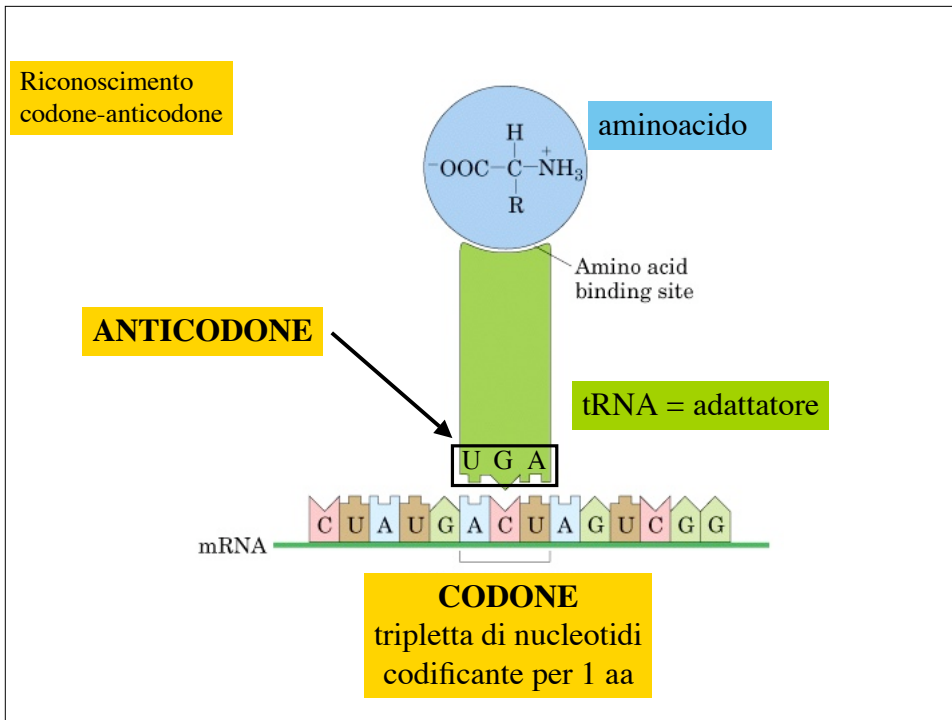 Riconoscimento
codone-anticodone
aminoacido
H
⁻OOC–C–N⁺H₃
R
Amino acid
binding site
ANTICODONE
tRNA = adattatore
U G A
C U A U G A C U A G U C G G
mRNA
CODONE
tripletta di nucleotidi
codificante per 1 aa